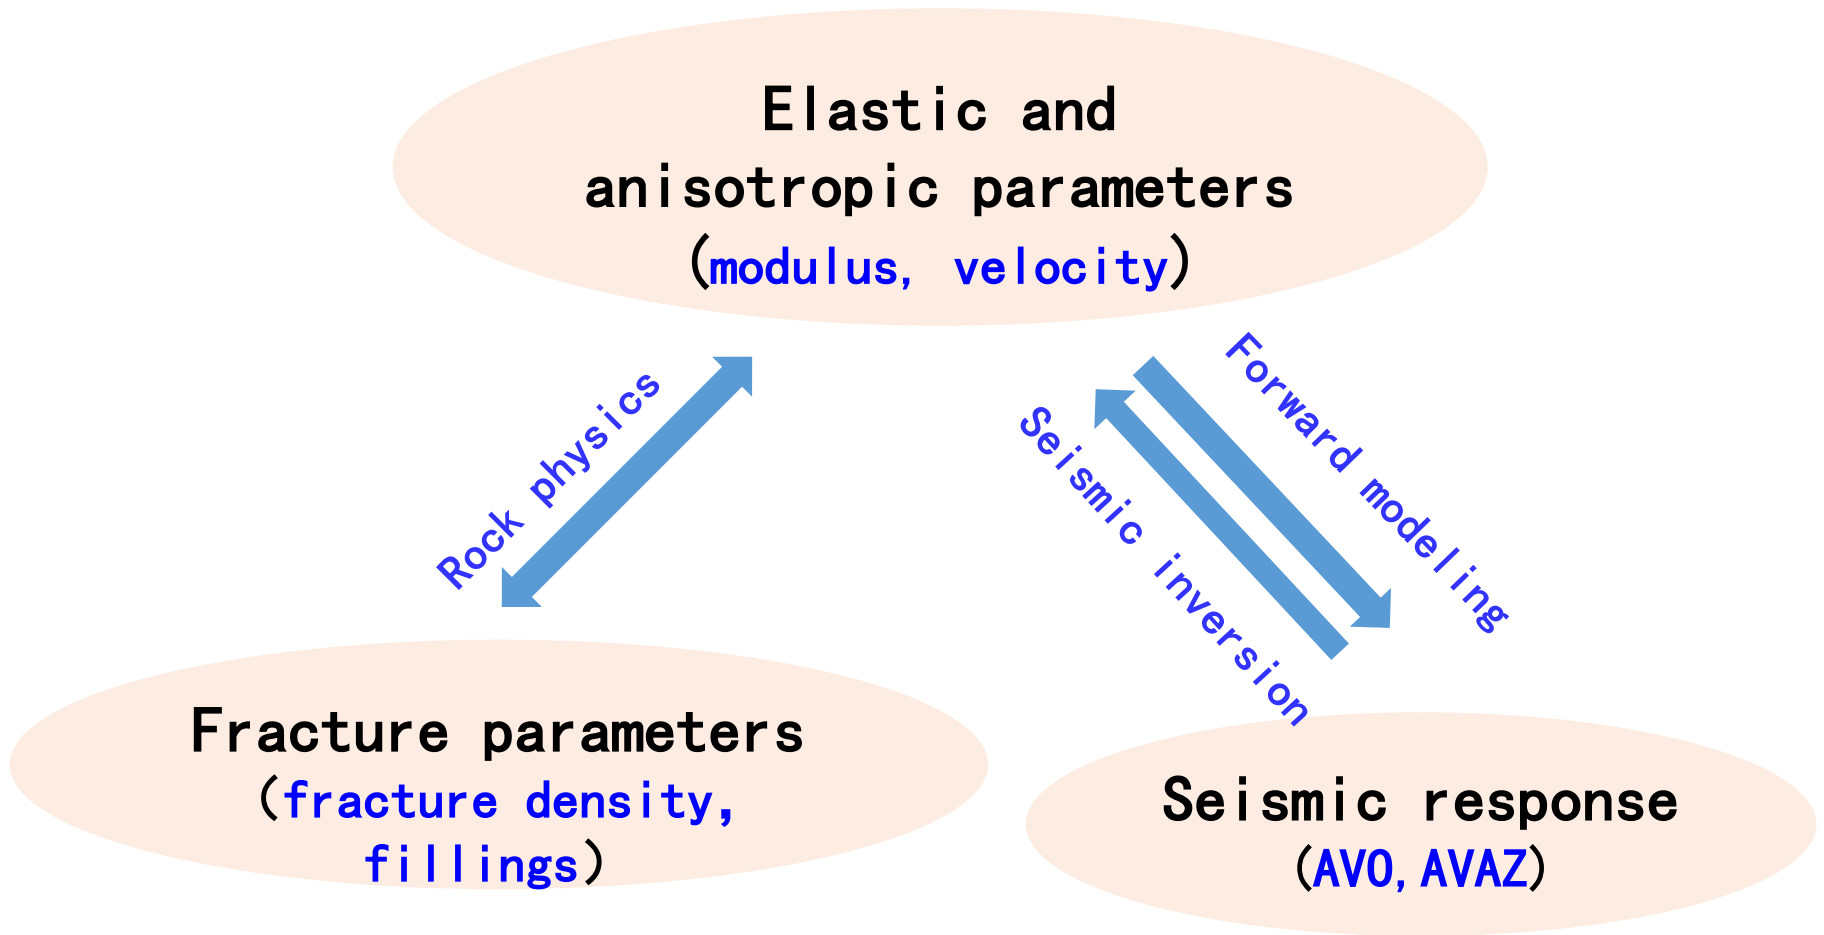 Elastic and
anisotropic parameters
(modulus, velocity)
Rock physics
Seismic inversion
Forward modeling
Fracture parameters
(fracture density,
fillings)
Seismic response
(AVO, AVAZ)